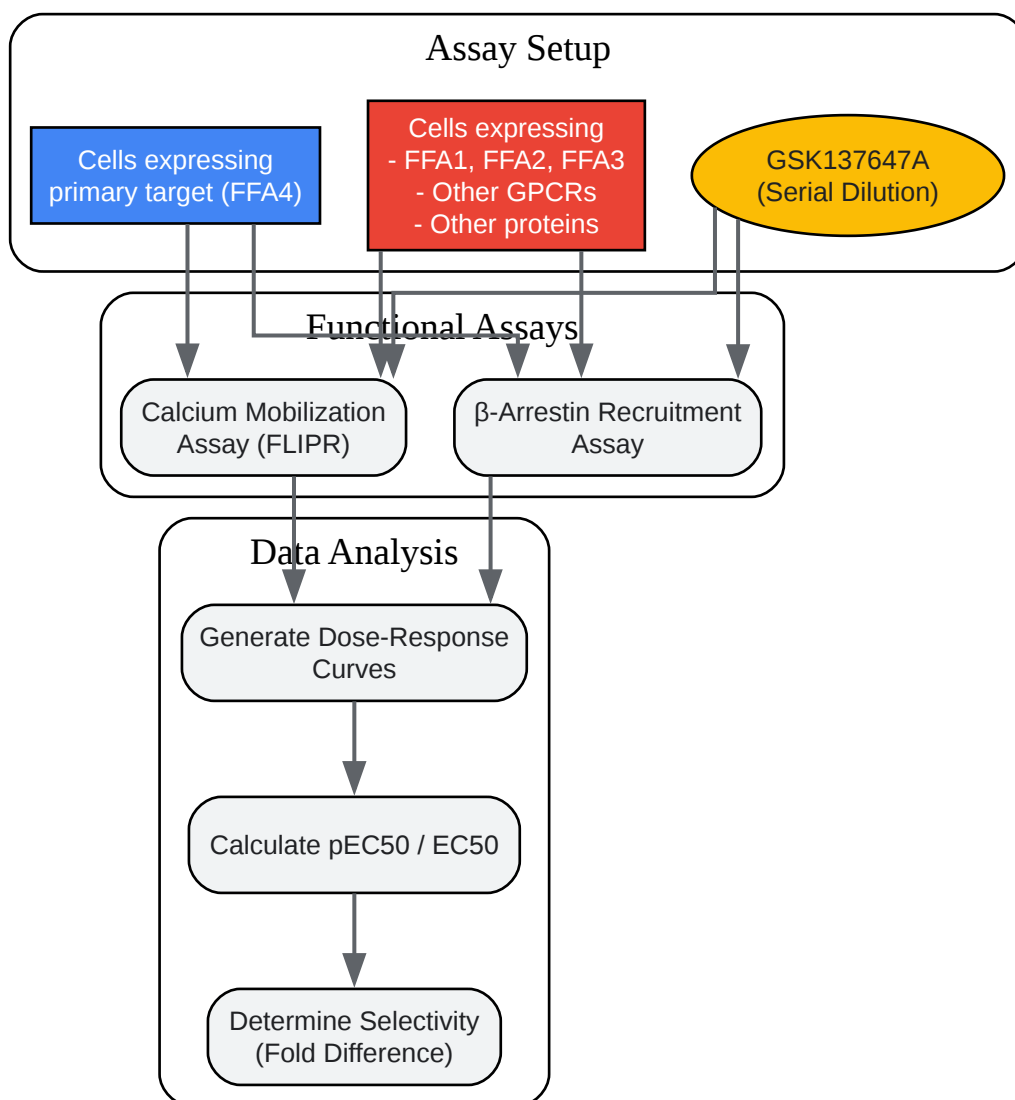 Assay Setup
Cells expressing
primary target (FFA4)
Cells expressing
- FFA1, FFA2, FFA3
- Other GPCRs
- Other proteins
GSK137647A
(Serial Dilution)
Functional Assays
Calcium Mobilization
Assay (FLIPR)
β-Arrestin Recruitment
Assay
Data Analysis
Generate Dose-Response
Curves
Calculate pEC50 / EC50
Determine Selectivity
(Fold Difference)